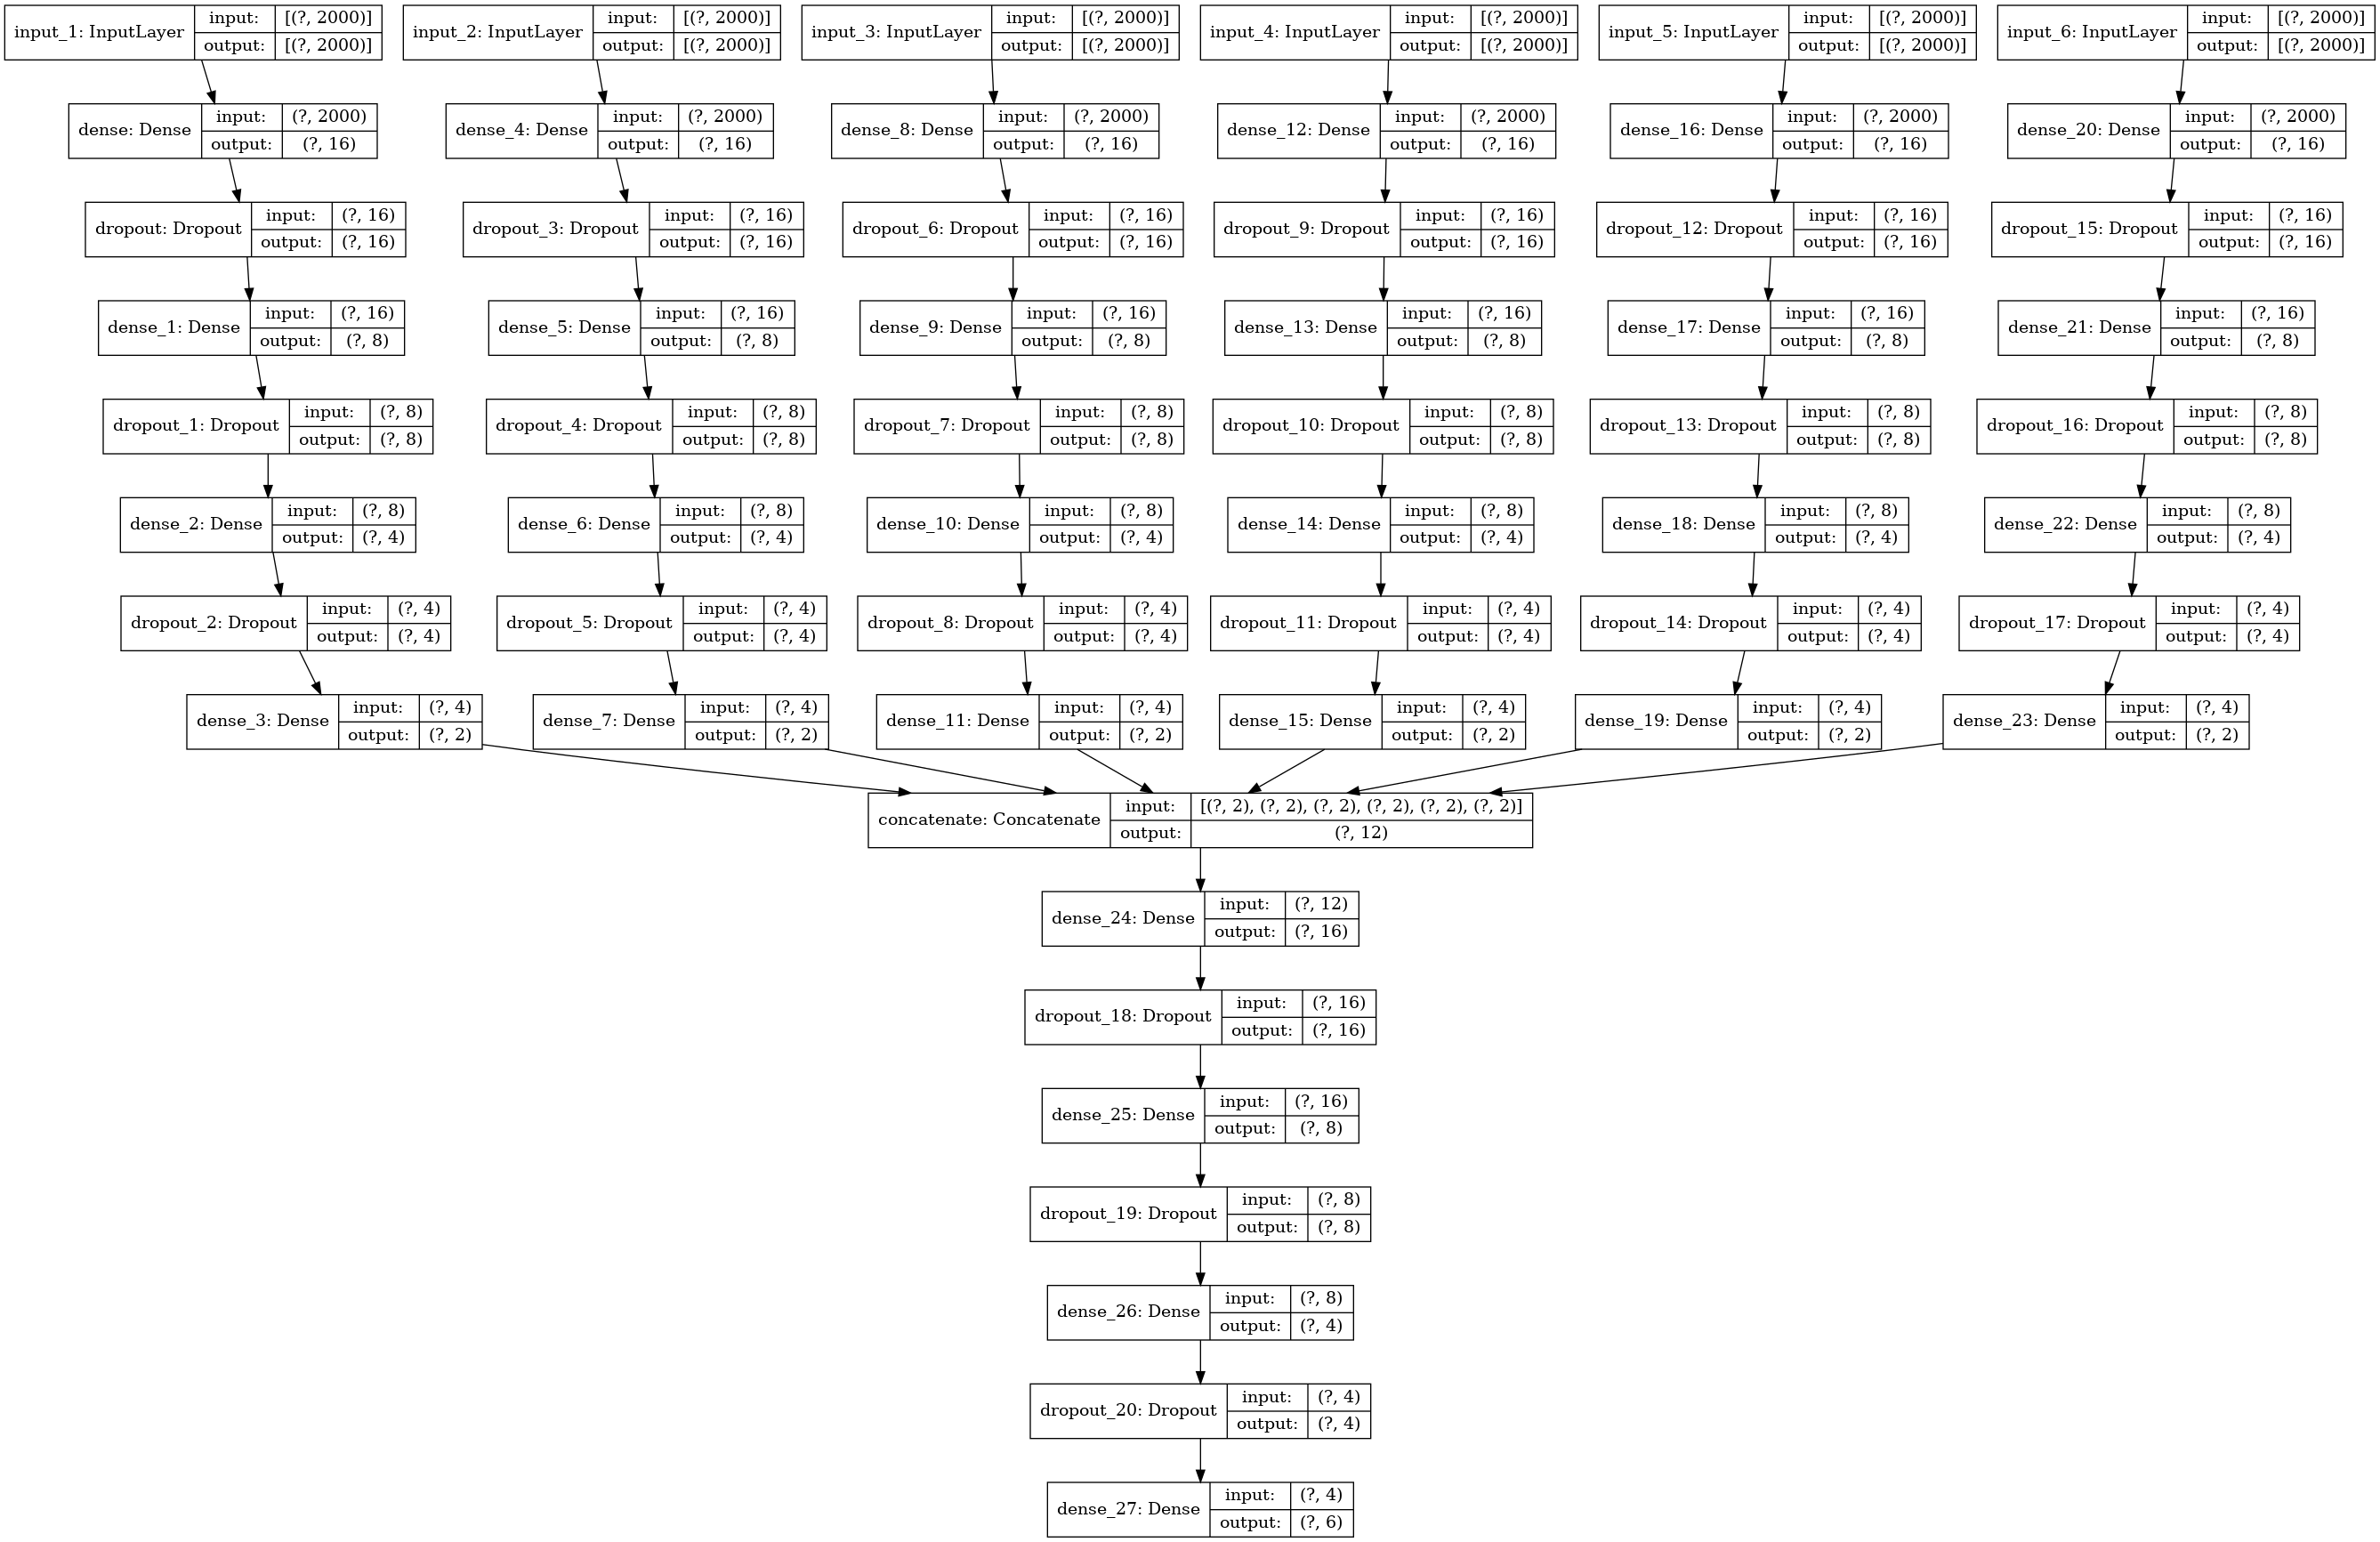 input_1: InputLayer input: [(?, 2000)] output: [(?, 2000)]
input_2: InputLayer input: [(?, 2000)] output: [(?, 2000)]
input_3: InputLayer input: [(?, 2000)] output: [(?, 2000)]
input_4: InputLayer input: [(?, 2000)] output: [(?, 2000)]
input_5: InputLayer input: [(?, 2000)] output: [(?, 2000)]
input_6: InputLayer input: [(?, 2000)] output: [(?, 2000)]
dense: Dense input: (?, 2000) output: (?, 16)
dense_4: Dense input: (?, 2000) output: (?, 16)
dense_8: Dense input: (?, 2000) output: (?, 16)
dense_12: Dense input: (?, 2000) output: (?, 16)
dense_16: Dense input: (?, 2000) output: (?, 16)
dense_20: Dense input: (?, 2000) output: (?, 16)
dropout: Dropout input: (?, 16) output: (?, 16)
dropout_3: Dropout input: (?, 16) output: (?, 16)
dropout_6: Dropout input: (?, 16) output: (?, 16)
dropout_9: Dropout input: (?, 16) output: (?, 16)
dropout_12: Dropout input: (?, 16) output: (?, 16)
dropout_15: Dropout input: (?, 16) output: (?, 16)
dense_1: Dense input: (?, 16) output: (?, 8)
dense_5: Dense input: (?, 16) output: (?, 8)
dense_9: Dense input: (?, 16) output: (?, 8)
dense_13: Dense input: (?, 16) output: (?, 8)
dense_17: Dense input: (?, 16) output: (?, 8)
dense_21: Dense input: (?, 16) output: (?, 8)
dropout_1: Dropout input: (?, 8) output: (?, 8)
dropout_4: Dropout input: (?, 8) output: (?, 8)
dropout_7: Dropout input: (?, 8) output: (?, 8)
dropout_10: Dropout input: (?, 8) output: (?, 8)
dropout_13: Dropout input: (?, 8) output: (?, 8)
dropout_16: Dropout input: (?, 8) output: (?, 8)
dense_2: Dense input: (?, 8) output: (?, 4)
dense_6: Dense input: (?, 8) output: (?, 4)
dense_10: Dense input: (?, 8) output: (?, 4)
dense_14: Dense input: (?, 8) output: (?, 4)
dense_18: Dense input: (?, 8) output: (?, 4)
dense_22: Dense input: (?, 8) output: (?, 4)
dropout_2: Dropout input: (?, 4) output: (?, 4)
dropout_5: Dropout input: (?, 4) output: (?, 4)
dropout_8: Dropout input: (?, 4) output: (?, 4)
dropout_11: Dropout input: (?, 4) output: (?, 4)
dropout_14: Dropout input: (?, 4) output: (?, 4)
dropout_17: Dropout input: (?, 4) output: (?, 4)
dense_3: Dense input: (?, 4) output: (?, 2)
dense_7: Dense input: (?, 4) output: (?, 2)
dense_11: Dense input: (?, 4) output: (?, 2)
dense_15: Dense input: (?, 4) output: (?, 2)
dense_19: Dense input: (?, 4) output: (?, 2)
dense_23: Dense input: (?, 4) output: (?, 2)
concatenate: Concatenate input: [(?, 2), (?, 2), (?, 2), (?, 2), (?, 2), (?, 2)] output: (?, 12)
dense_24: Dense input: (?, 12) output: (?, 16)
dropout_18: Dropout input: (?, 16) output: (?, 16)
dense_25: Dense input: (?, 16) output: (?, 8)
dropout_19: Dropout input: (?, 8) output: (?, 8)
dense_26: Dense input: (?, 8) output: (?, 4)
dropout_20: Dropout input: (?, 4) output: (?, 4)
dense_27: Dense input: (?, 4) output: (?, 6)